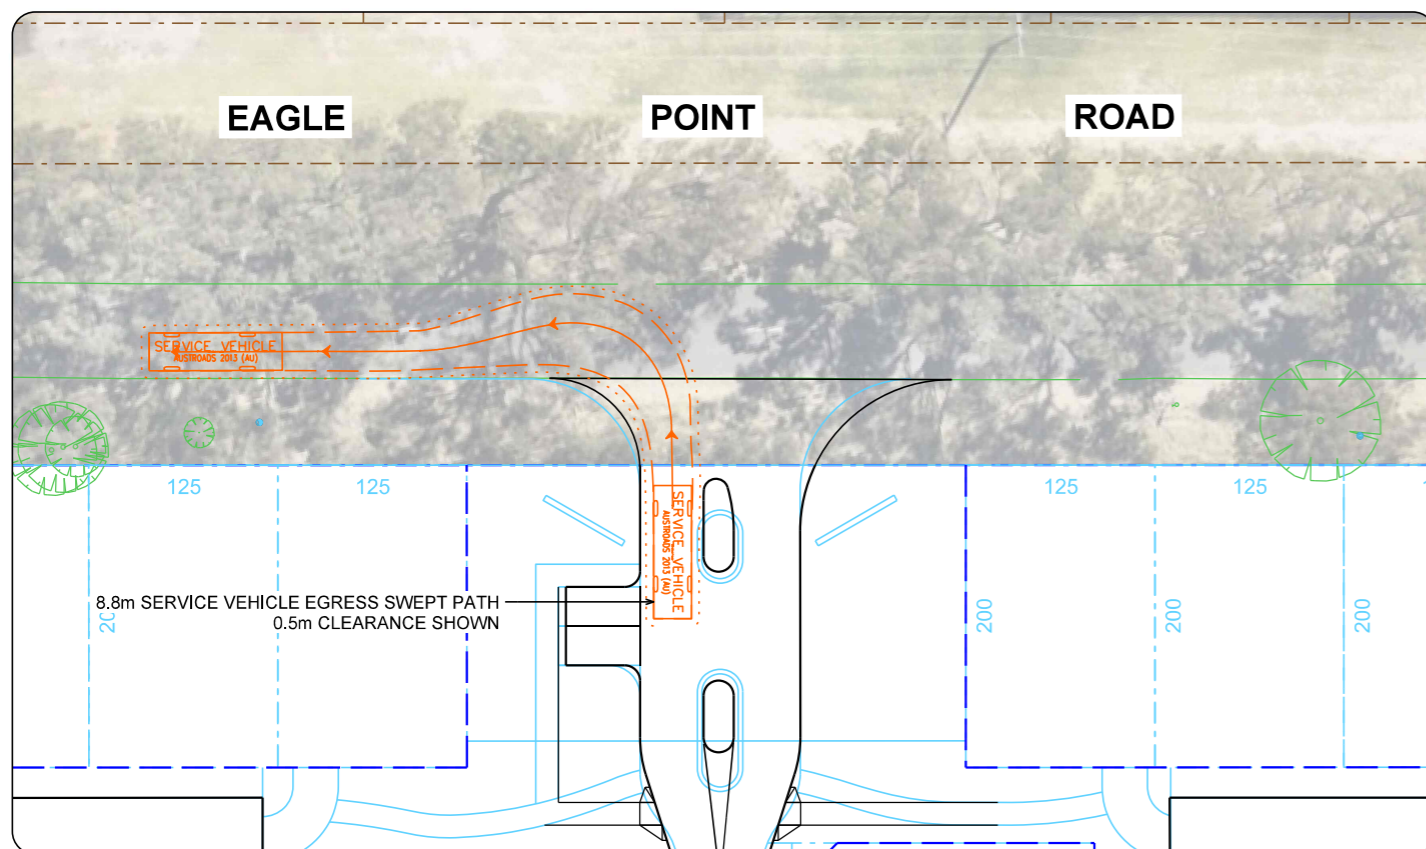 EAGLE POINT ROAD
SERVICE VEHICLE
AUSTROADS 2013 (AU)
125
125
125
125
SERVICE VEHICLE
AUSTROADS 2013 (AU)
8.8m SERVICE VEHICLE EGRESS SWEPT PATH
0.5m CLEARANCE SHOWN
200
200
200